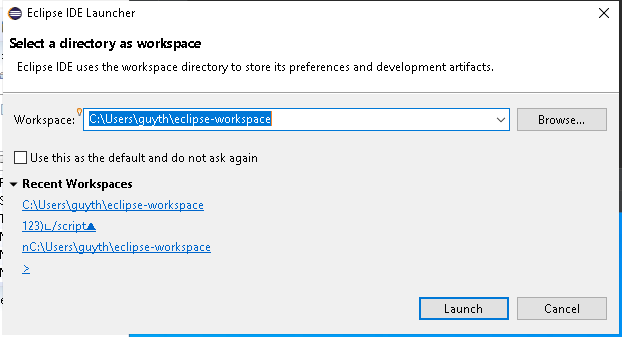 Eclipse IDE Launcher
Select a directory as workspace
Eclipse IDE uses the workspace directory to store its preferences and development artifacts.
Workspace: C:\Users\guyth\eclipse-workspace Browse...
Use this as the default and do not ask again
Recent Workspaces
C:\Users\guyth\eclipse-workspace
123)ㄴ/script▲
nC:\Users\guyth\eclipse-workspace
>
Launch Cancel